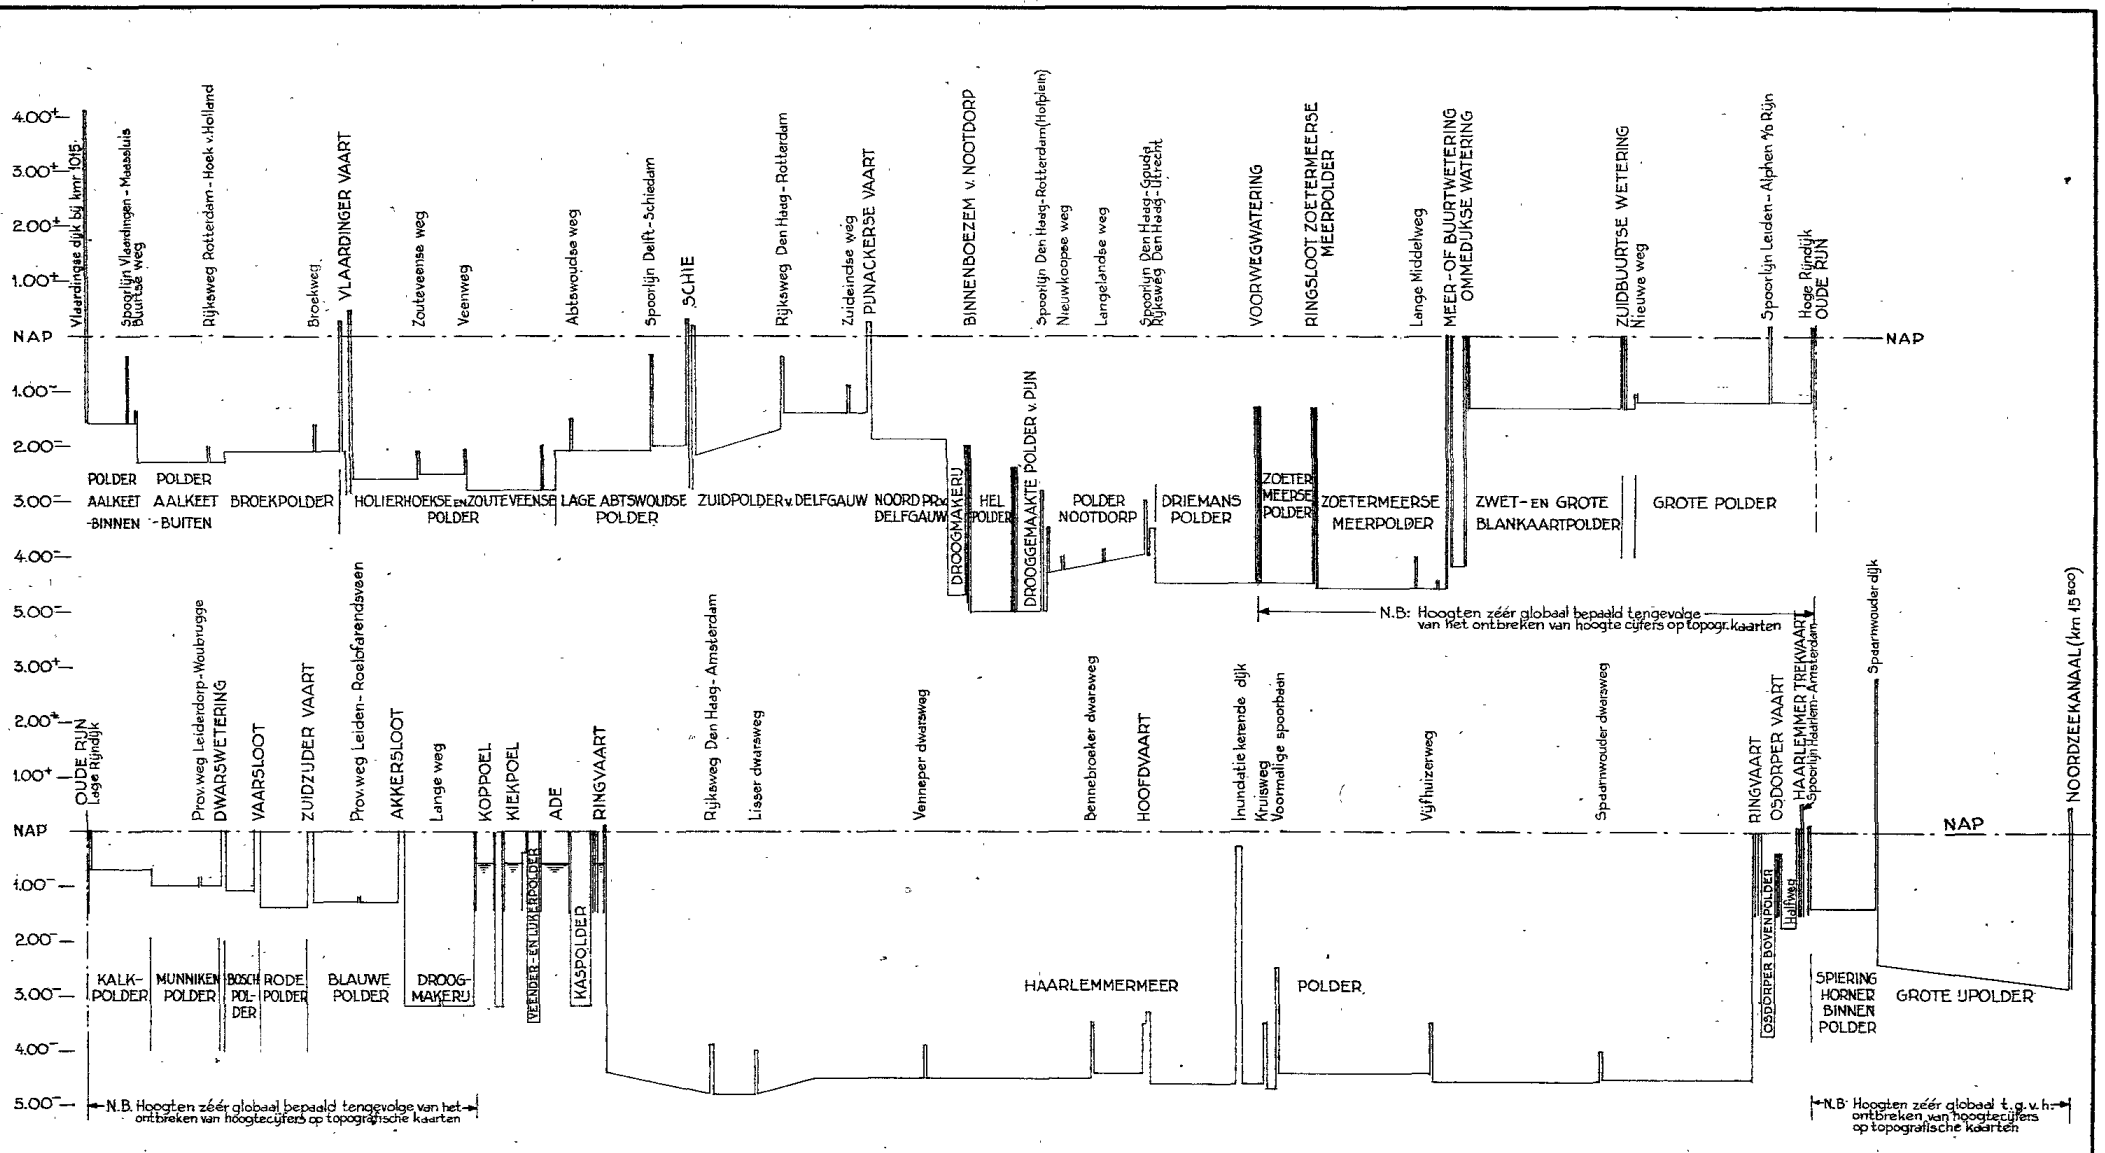 4.00+
3.00+
2.00+
1.00+
NAP
1.00-
2.00-
3.00-
4.00-
5.00-
Vlaardingse dijk bij kmr 1015
Spoorlijn Vlaardingen-Maassluis
Rijksweg Rotterdam-Hoek v. Holland
Broekweg
VLAARDINGER VAART
Zouteveense weg
Veenweg
Abtswoudse weg
Spoorlijn Delft-Schiedam
SCHIE
Rijksweg Den Haag-Rotterdam
Zuideindse weg
PIJNACKERSE VAART
BINNENBOEZEM v. NOOTDORP
Spoorlijn Den Haag-Rotterdam (Hofplein)
Nieuwkoopse weg
Langelandse weg
Spoorlijn Den Haag-Gouda
Rijksweg Den Haag-Utrecht
VOORWEGWATERING
RINGSLOOT ZOETERMEERSE
MEERPOLDER
Lange Middelweg
MEER-OF BUURTWETERING
OMMEDIJKSE WATERING
ZUIDBUURTSE WETERING
Nieuwe weg
Spoorlijn Leiden-Alphen a/d Rijn
Hoge Rijndijk
OUDE RIJN
NAP
POLDER
AALKEET
-BINNEN
POLDER
AALKEET
-BUITEN
BROEKPOLDER
HOLIERHOEKSE EN ZOUTEVEENSE
POLDER
LAGE ABTSWOUDSE
POLDER
ZUIDPOLDER v. DELFGAUW
NOORD PR v.
DELFGAUW
DROOGMAKERIJ
HEL
POLDER
DROOGGEMAAKTE POLDER v. PIJN
POLDER
NOOTDORP
DRIEMANS
POLDER
ZOETER
MEERSE
POLDER
ZOETERMEERSE
MEERPOLDER
ZWET-EN GROTE
BLANKAARTPOLDER
GROTE POLDER
N.B: Hoogten zéér globaal bepaald tengevolge
van het ontbreken van hoogte cijfers op topogr. kaarten
3.00+
2.00+
1.00+
NAP
1.00-
2.00-
3.00-
4.00-
5.00-
OUDE RIJN
Lage Rijndijk
Prov. weg Leiderdorp-Woubrugge
DWARSWETERING
VAARSLOOT
ZUIDZIJDER VAART
Prov. weg Leiden-Roelofarendsveen
AKKERSLOOT
Lange weg
KOPPOEL
KIEKPOEL
ADE
RINGVAART
Rijksweg Den Haag-Amsterdam
Lisser dwarsweg
Venneper dwarsweg
Bennebroeker dwarsweg
HOOFDVAART
Inundatie kerende dijk
Kruisweg
Voormalige spoorbaan
Vijfhuizerweg
Spaarnwouder dwarsweg
RINGVAART
OSDORPER VAART
HAARLEMMER TREKVAART
Spoorlijn Haarlem-Amsterdam
Spaarnwouder dijk
NOORDZEEKANAAL (km 15 500)
NAP
KALK-
POLDER
MUNNIKEN
POLDER
BOSCH
POL-
DER
RODE
POLDER
BLAUWE
POLDER
DROOG-
MAKERIJ
VEENDER-EN LIJKERPOLDER
KASPOLDER
HAARLEMMERMEER POLDER
OSDORPER BOVENPOLDER
Halfweg
SPIERING
HORNER
BINNEN
POLDER
GROTE IJPOLDER
N.B. Hoogten zéér globaal bepaald tengevolge van het
ontbreken van hoogtecijfers op topografische kaarten
N.B. Hoogten zéér globaal t.g.v.h.
ontbreken van hoogtecijfers
op topografische kaarten